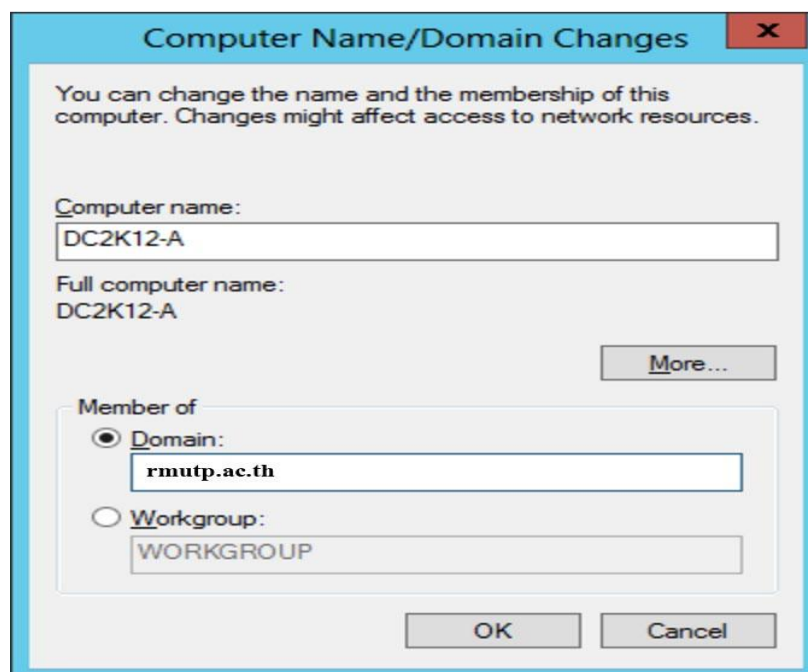 Computer Name/Domain Changes
x
You can change the name and the membership of this
computer. Changes might affect access to network resources.
Computer name:
DC2K12-A
Full computer name:
DC2K12-A
More...
Member of
Domain:
rmutp.ac.th
Workgroup:
WORKGROUP
OK Cancel